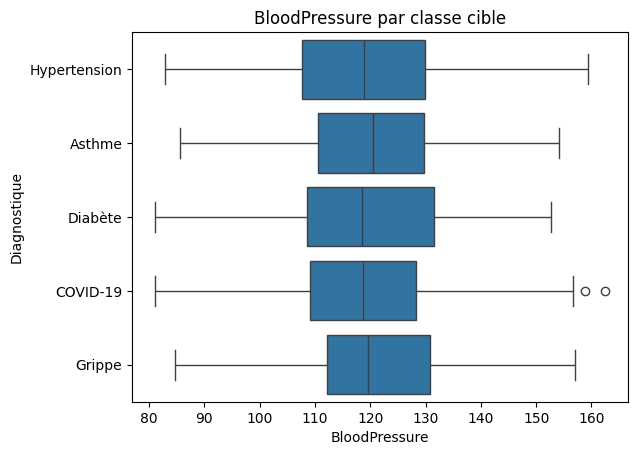 BloodPressure par classe cible
Diagnostique
Hypertension
Asthme
Diabète
COVID-19
Grippe
80 90 100 110 120 130 140 150 160
BloodPressure